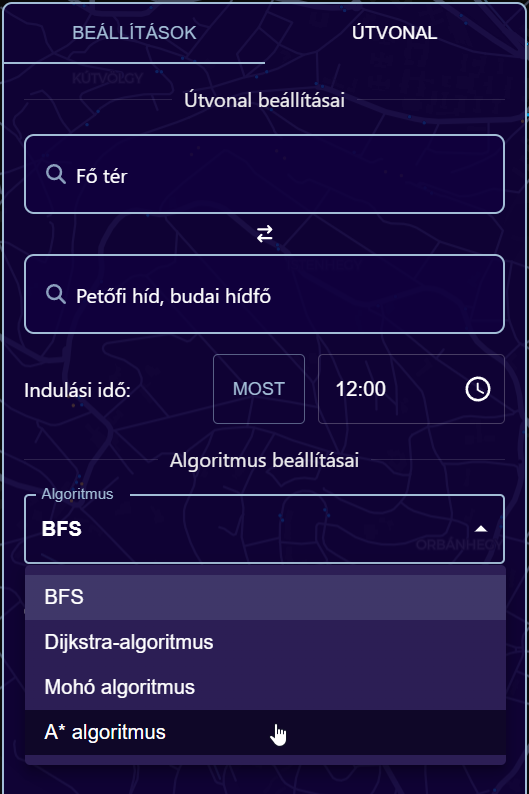 BEÁLLÍTÁSOK ÚTVONAL
KÚTVÖLGY
Útvonal beállításai
Fő tér
Petőfi híd, budai hídfő
Indulási idő: MOST 12:00
Algoritmus beállításai
Algoritmus
BFS
ORBÁNHEGY
BFS
Dijkstra-algoritmus
Mohó algoritmus
A* algoritmus